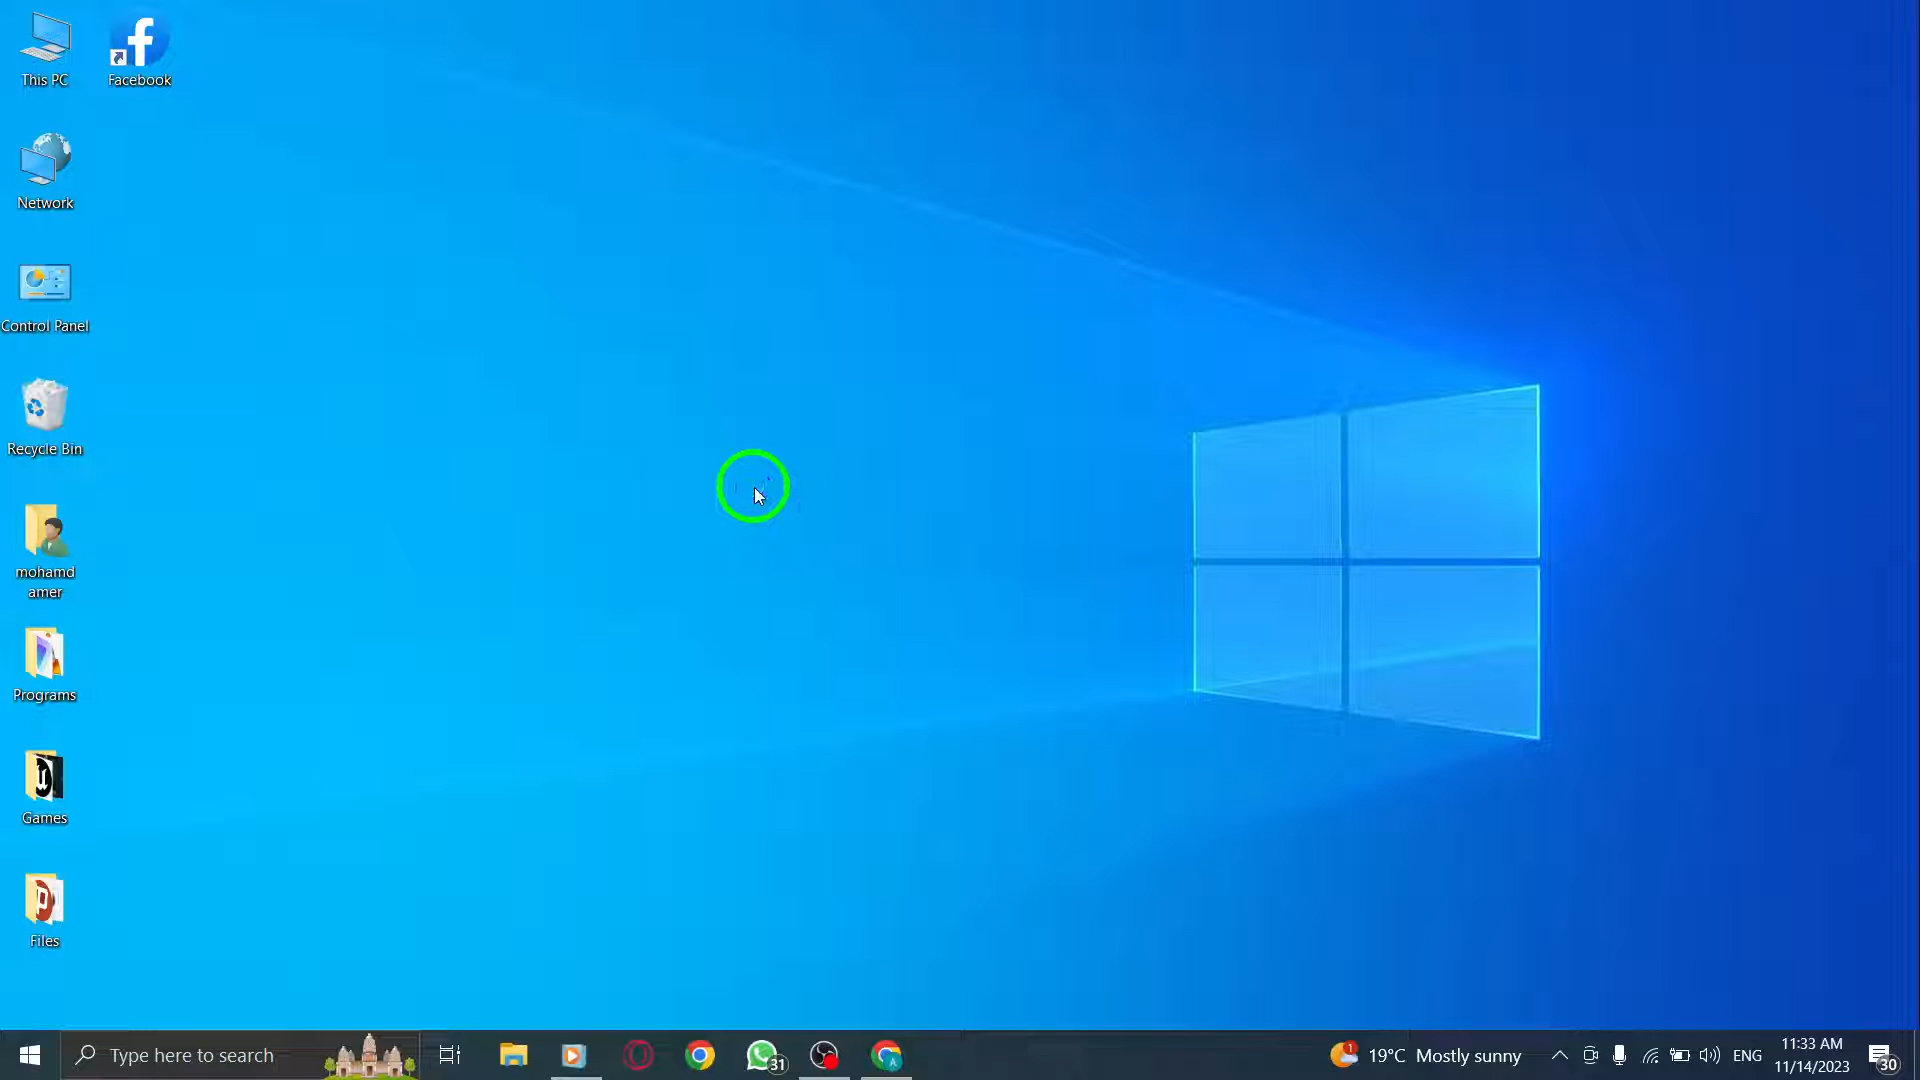 This PC
Facebook
Network
Control Panel
Recycle Bin
mohamd
amer
Programs
Games
Files
Type here to search
31
1
19°C Mostly sunny
ENG
11:33 AM
11/14/2023
30